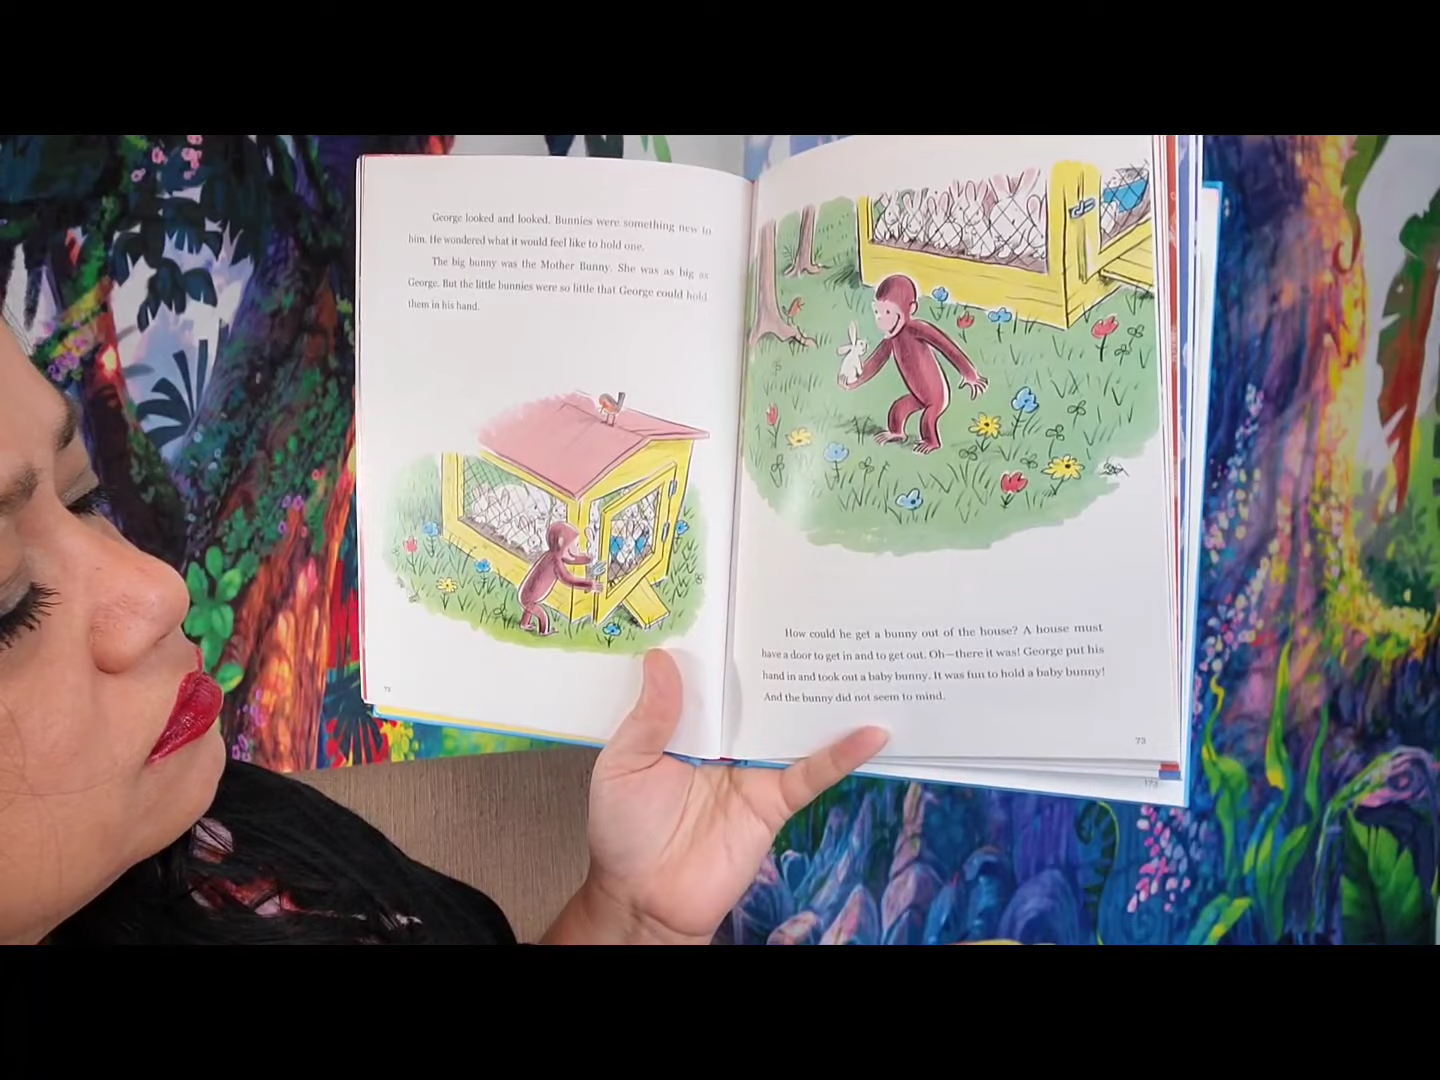 George looked and looked. Bunnies were something new to
him. He wondered what it would feel like to hold one.
The big bunny was the Mother Bunny. She was as big as
George. But the little bunnies were so little that George could hold
them in his hand.
72
How could he get a bunny out of the house? A house must
have a door to get in and to get out. Oh—there it was! George put his
hand in and took out a baby bunny. It was fun to hold a baby bunny!
And the bunny did not seem to mind.
73
173